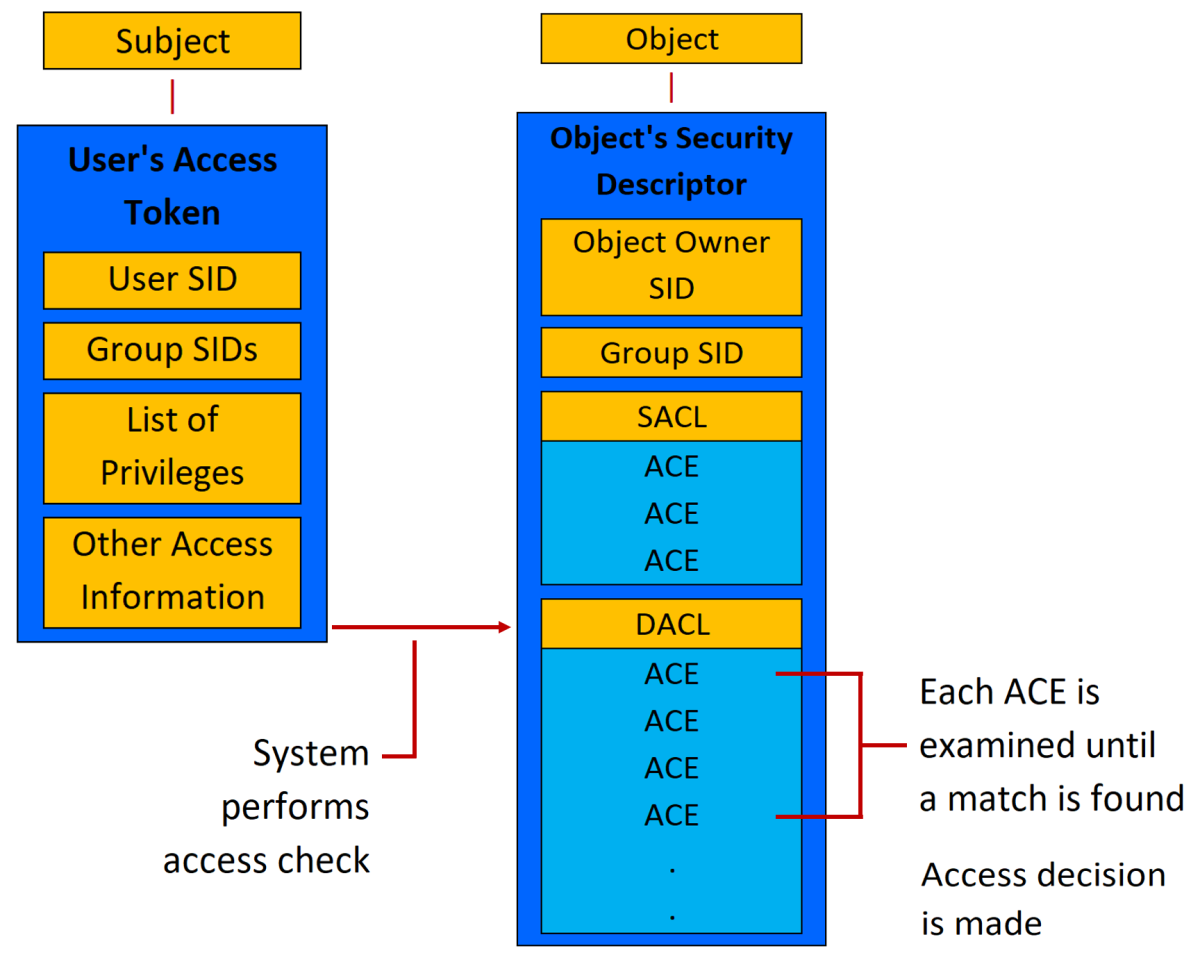 Subject
User's Access
Token
User SID
Group SIDs
List of
Privileges
Other Access
Information
System
performs
access check
Object
Object's Security
Descriptor
Object Owner
SID
Group SID
SACL
ACE
ACE
ACE
DACL
ACE
ACE
ACE
ACE
.
.
Each ACE is
examined until
a match is found
Access decision
is made